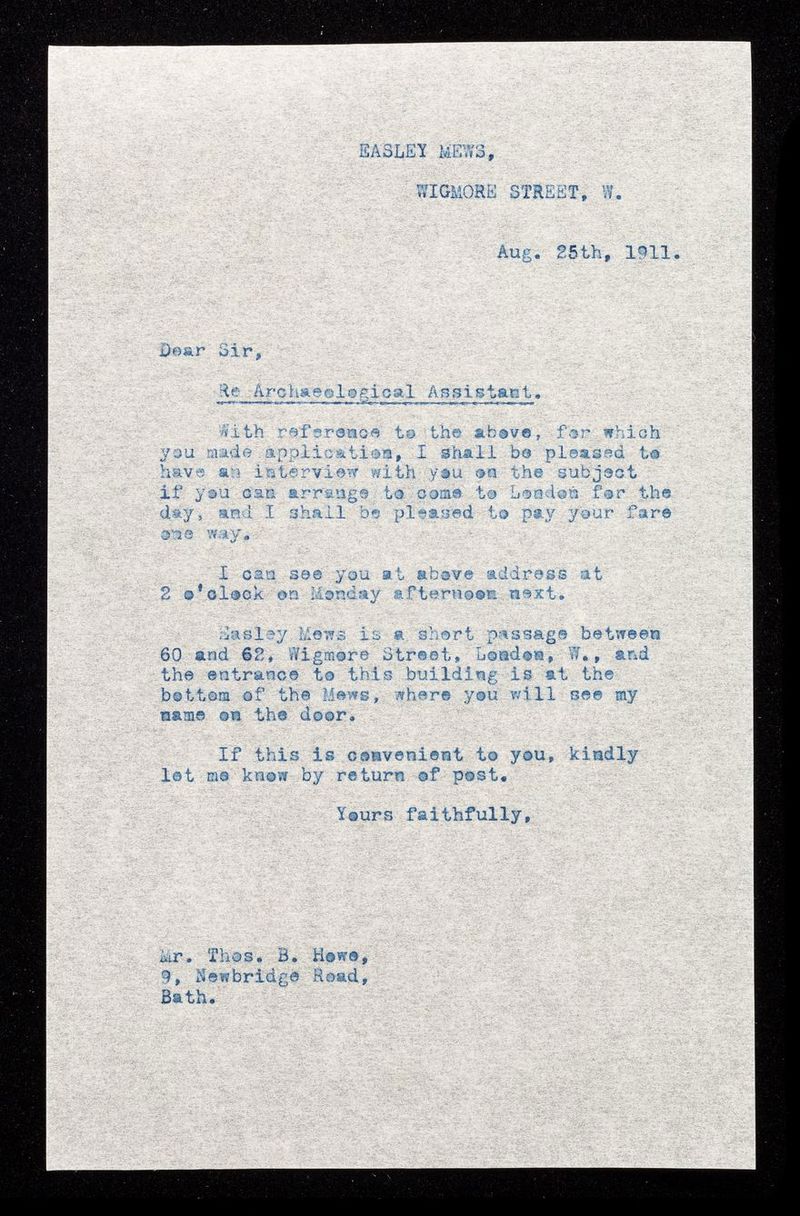 EASLEY MEWS,
WIGMORE STREET, W.
Aug. 25th, 1911.
Dear Sir,
Re Archaeological Assistant.
With reference to the above, for which
you made application, I shall be pleased to
have an interview with you on the subject
if you can arrange to come to London for the
day, and I shall be pleased to pay your fare
one way.
I can see you at above address at
2 o'clock on Monday afternoon next.
Easley Mews is a short passage between
60 and 62, Wigmore Street, London, W., and
the entrance to this building is at the
bottom of the Mews, where you will see my
name on the door.
If this is convenient to you, kindly
let me know by return of post.
Yours faithfully,
Mr. Thos. B. Howe,
9, Newbridge Road,
Bath.